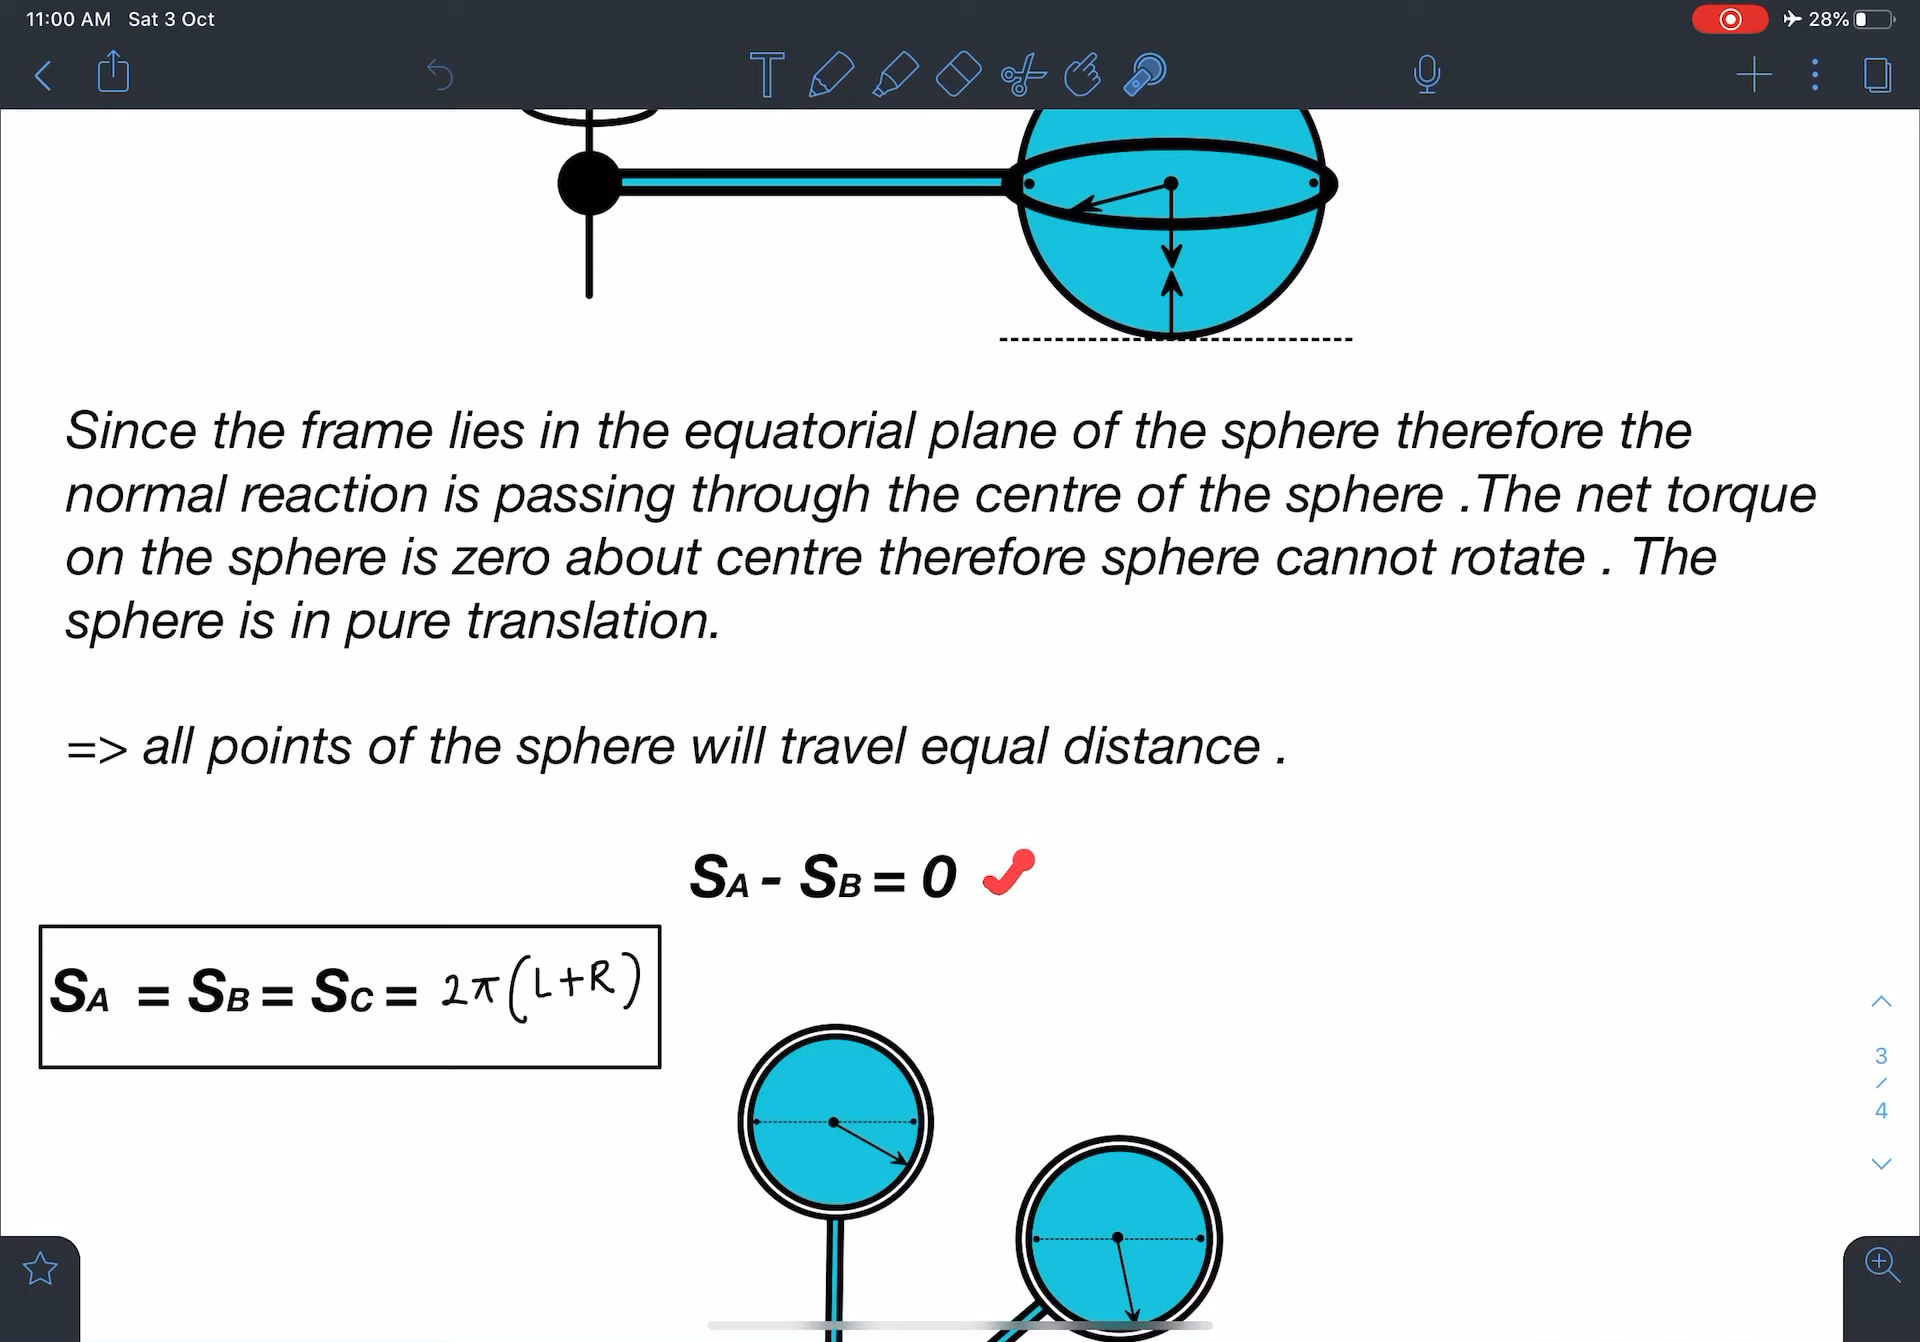 11:00 AM Sat 3 Oct
28%
Since the frame lies in the equatorial plane of the sphere therefore the
normal reaction is passing through the centre of the sphere .The net torque
on the sphere is zero about centre therefore sphere cannot rotate . The
sphere is in pure translation.
=> all points of the sphere will travel equal distance .
SA - SB = 0
SA = SB = SC = 2π(L+R)
3
/
4